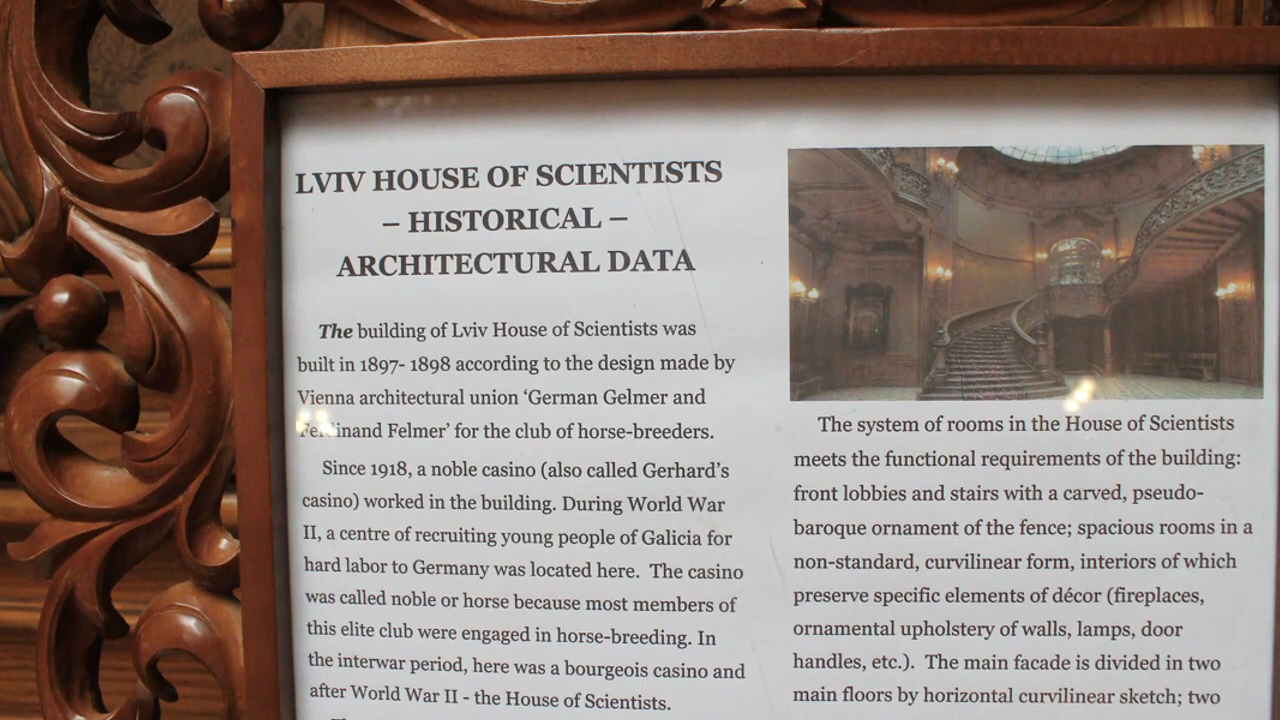 LVIV HOUSE OF SCIENTISTS
– HISTORICAL –
ARCHITECTURAL DATA
The building of Lviv House of Scientists was
built in 1897- 1898 according to the design made by
Vienna architectural union ‘German Gelmer and
Ferdinand Felmer’ for the club of horse-breeders.
Since 1918, a noble casino (also called Gerhard’s
casino) worked in the building. During World War
II, a centre of recruiting young people of Galicia for
hard labor to Germany was located here. The casino
was called noble or horse because most members of
this elite club were engaged in horse-breeding. In
the interwar period, here was a bourgeois casino and
after World War II - the House of Scientists.
The system of rooms in the House of Scientists
meets the functional requirements of the building:
front lobbies and stairs with a carved, pseudo-
baroque ornament of the fence; spacious rooms in a
non-standard, curvilinear form, interiors of which
preserve specific elements of décor (fireplaces,
ornamental upholstery of walls, lamps, door
handles, etc.). The main facade is divided in two
main floors by horizontal curvilinear sketch; two